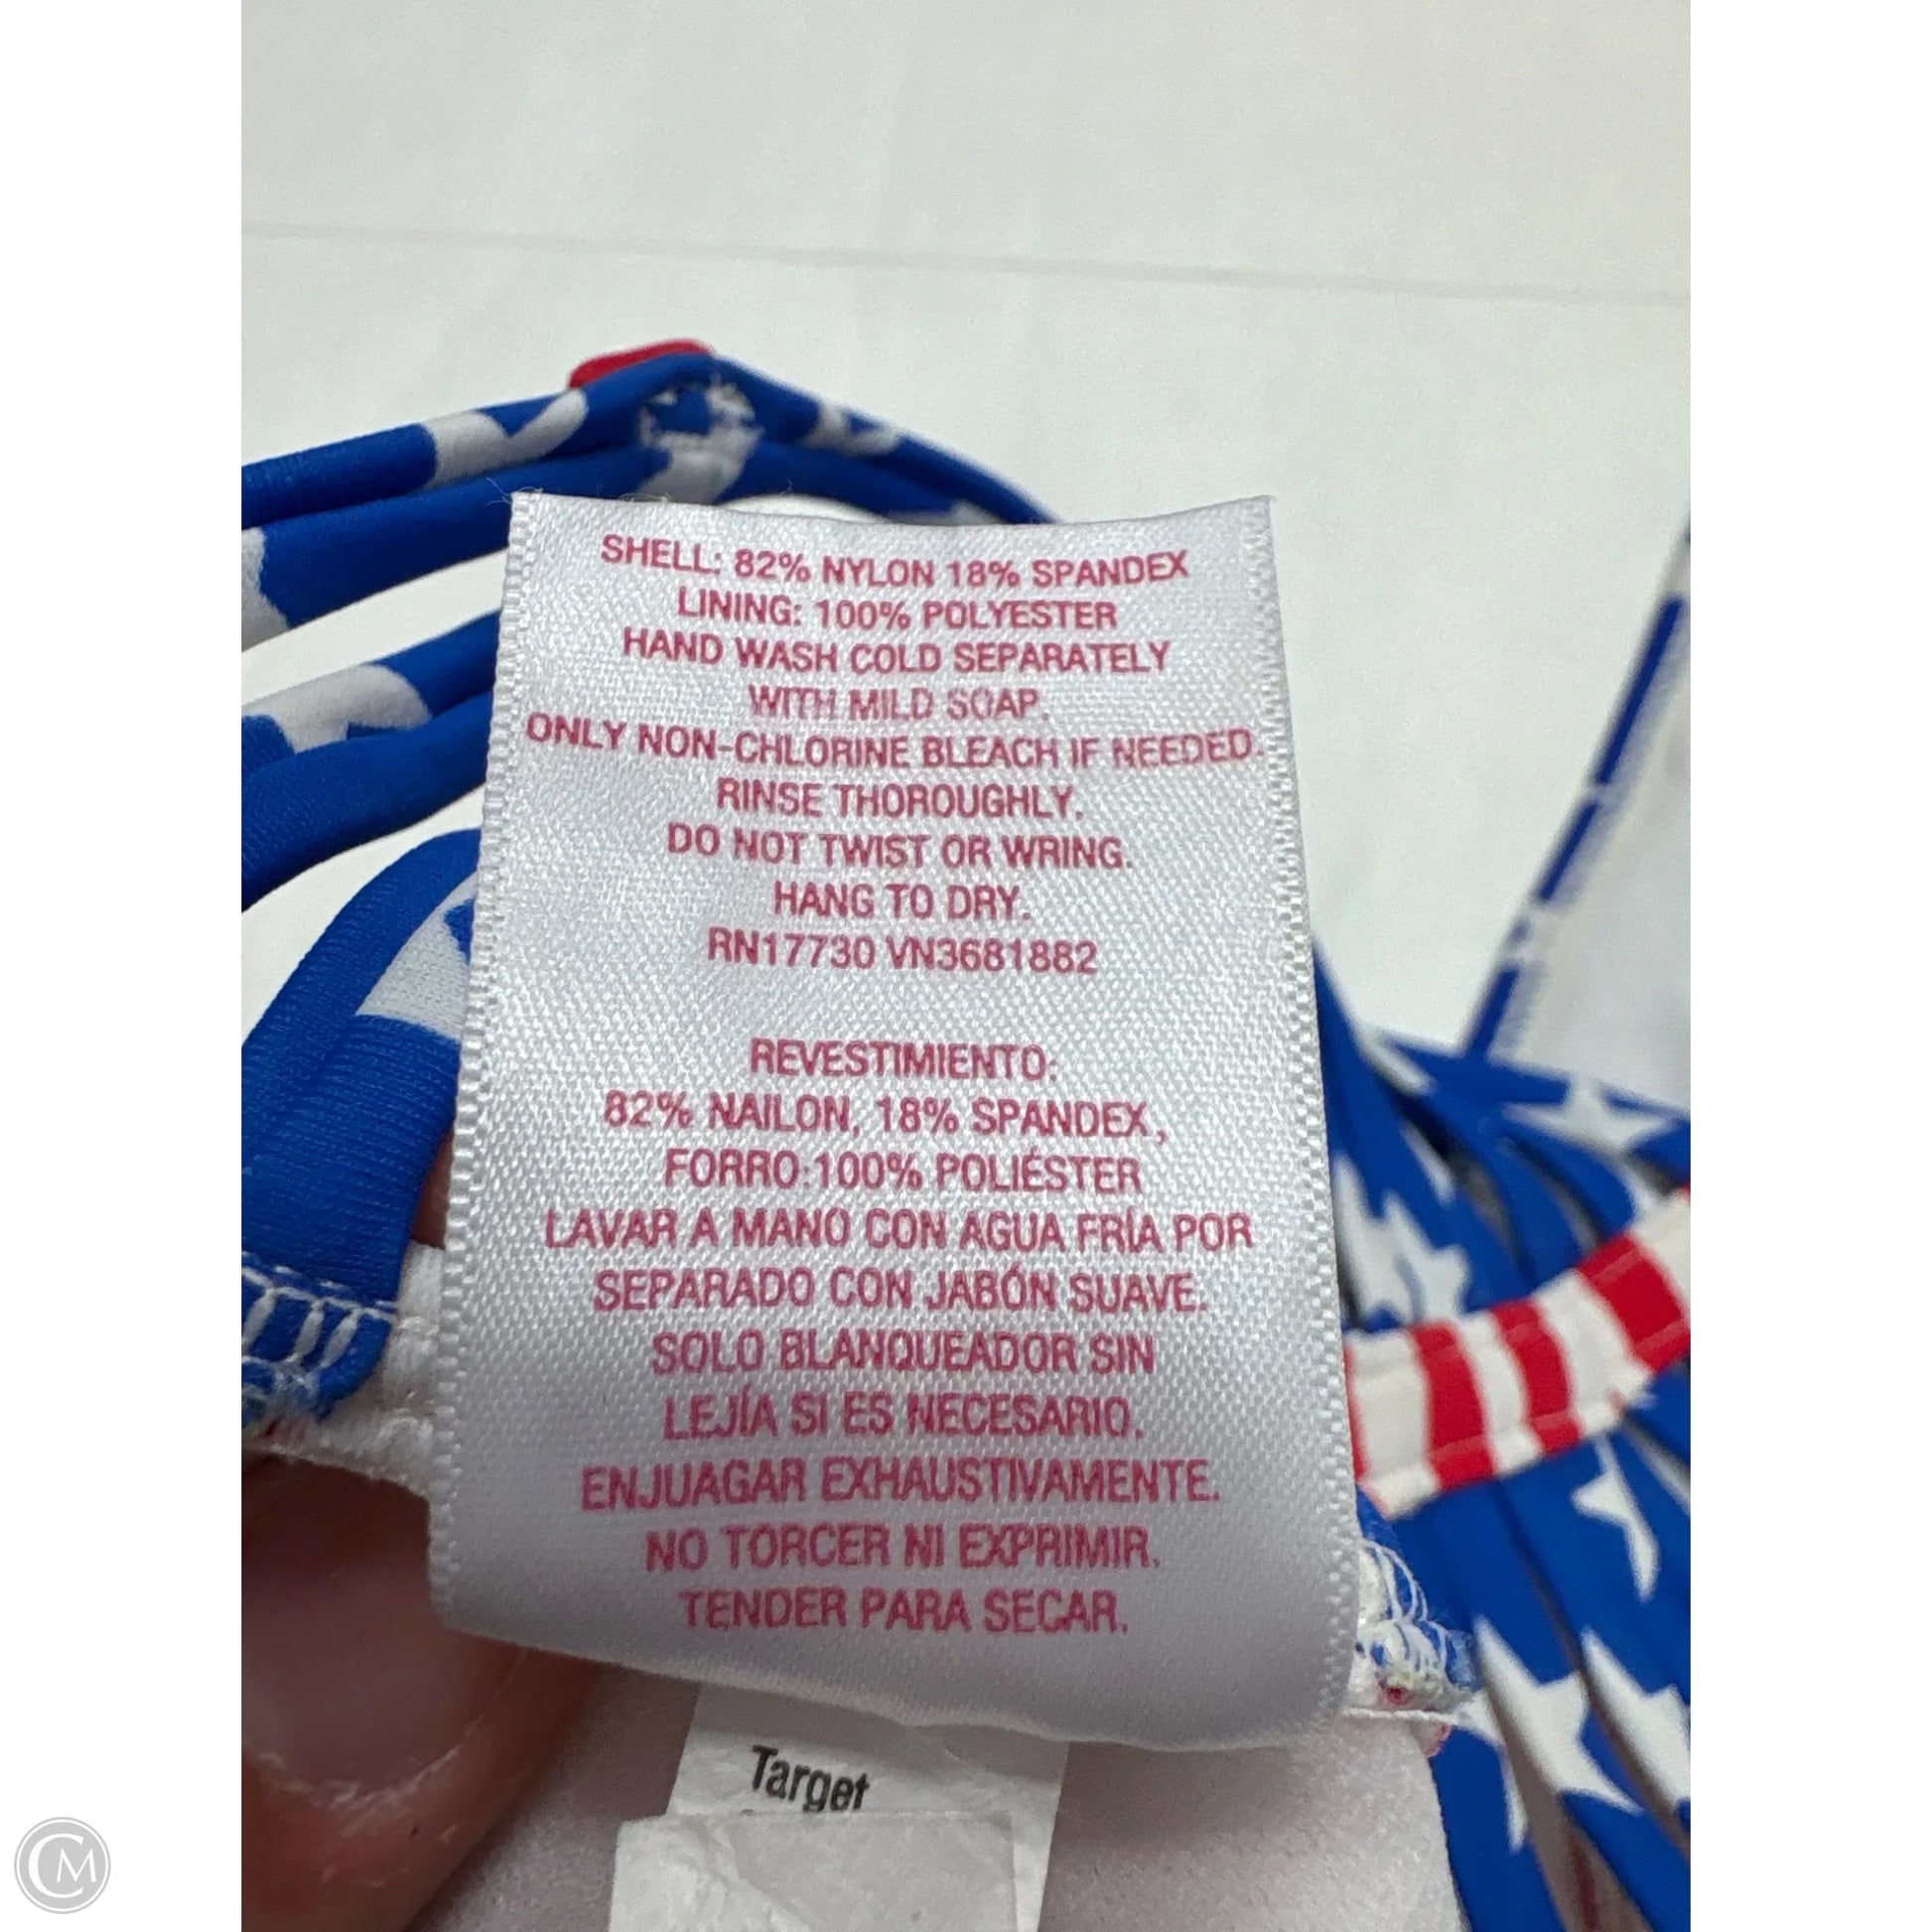 SHELL: 82% NYLON 18% SPANDEX
LINING: 100% POLYESTER
HAND WASH COLD SEPARATELY
WITH MILD SOAP.
ONLY NON-CHLORINE BLEACH IF NEEDED.
RINSE THOROUGHLY.
DO NOT TWIST OR WRING.
HANG TO DRY.
RN17730 VN3681882
REVESTIMIENTO:
82% NAILON, 18% SPANDEX,
FORRO:100% POLIÉSTER
LAVAR A MANO CON AGUA FRÍA POR
SEPARADO CON JABÓN SUAVE.
SOLO BLANQUEADOR SIN
LEJÍA SI ES NECESARIO.
ENJUAGAR EXHAUSTIVAMENTE.
NO TORCER NI EXPRIMIR.
TENDER PARA SECAR.
Target
CM